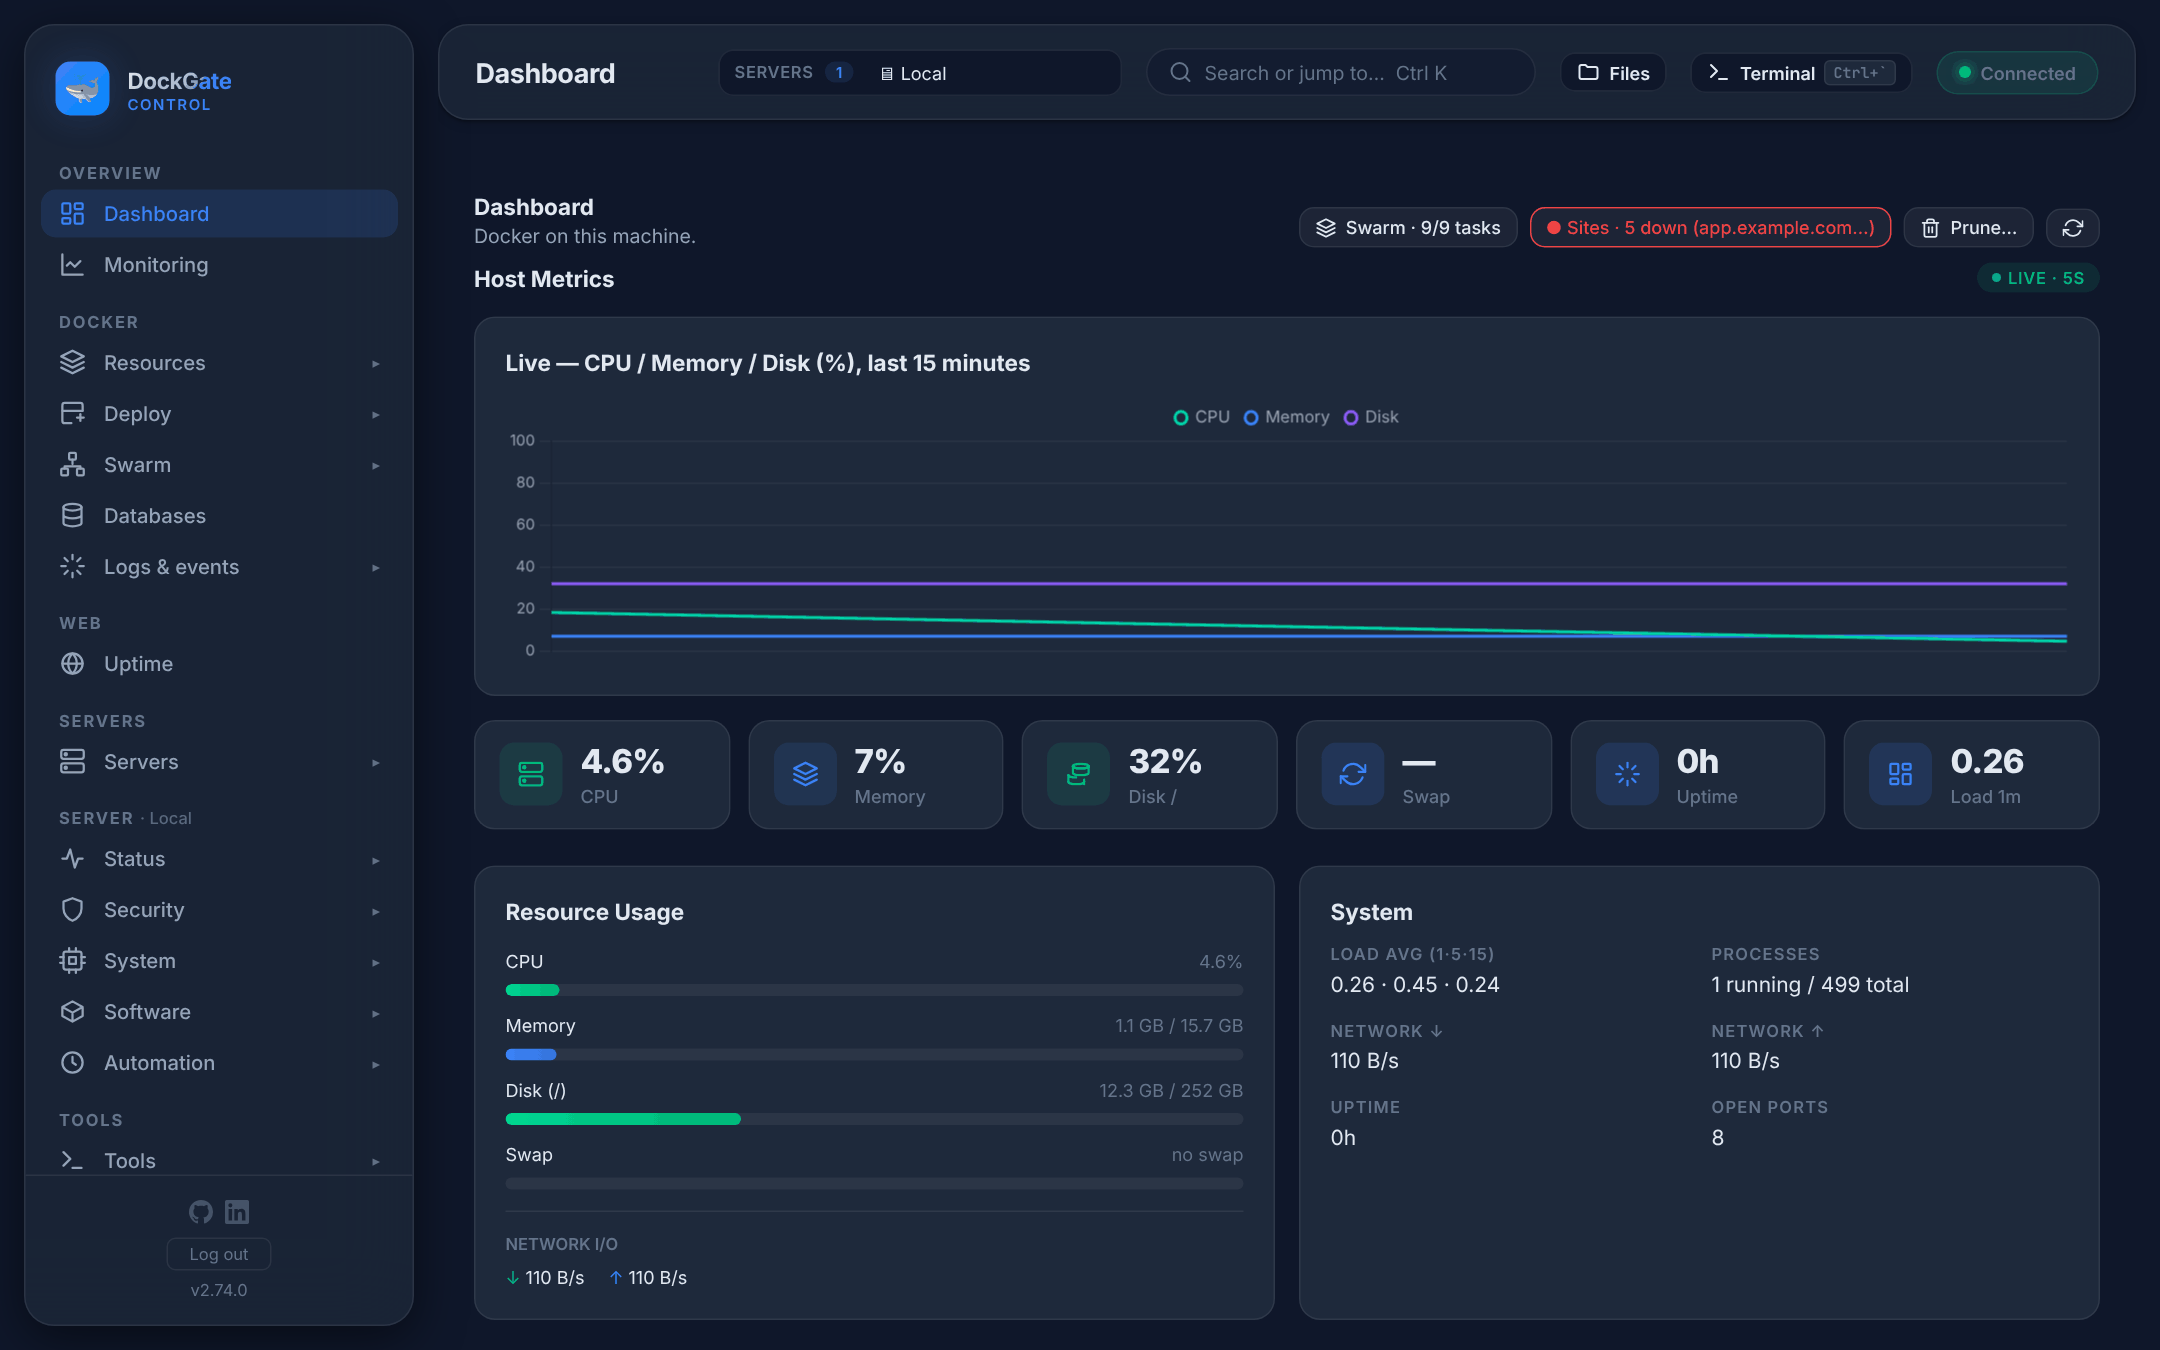 DockGate
CONTROL
OVERVIEW
Dashboard
Monitoring
DOCKER
Resources
Deploy
Swarm
Databases
Logs & events
WEB
Uptime
SERVERS
Servers
SERVER · Local
Status
Security
System
Software
Automation
TOOLS
Tools
Log out
v2.74.0
Dashboard
SERVERS 1 Local
Search or jump to... Ctrl K
Files
Terminal Ctrl+`
Connected
Dashboard
Docker on this machine.
Swarm · 9/9 tasks
Sites · 5 down (app.example.com...)
Prune...
Host Metrics
LIVE · 5S
Live — CPU / Memory / Disk (%), last 15 minutes
CPU Memory Disk
100
80
60
40
20
0
4.6%
CPU
7%
Memory
32%
Disk /
—
Swap
0h
Uptime
0.26
Load 1m
Resource Usage
CPU 4.6%
Memory 1.1 GB / 15.7 GB
Disk (/) 12.3 GB / 252 GB
Swap no swap
NETWORK I/O
↓ 110 B/s ↑ 110 B/s
System
LOAD AVG (1·5·15)
0.26 · 0.45 · 0.24
PROCESSES
1 running / 499 total
NETWORK ↓
110 B/s
NETWORK ↑
110 B/s
UPTIME
0h
OPEN PORTS
8